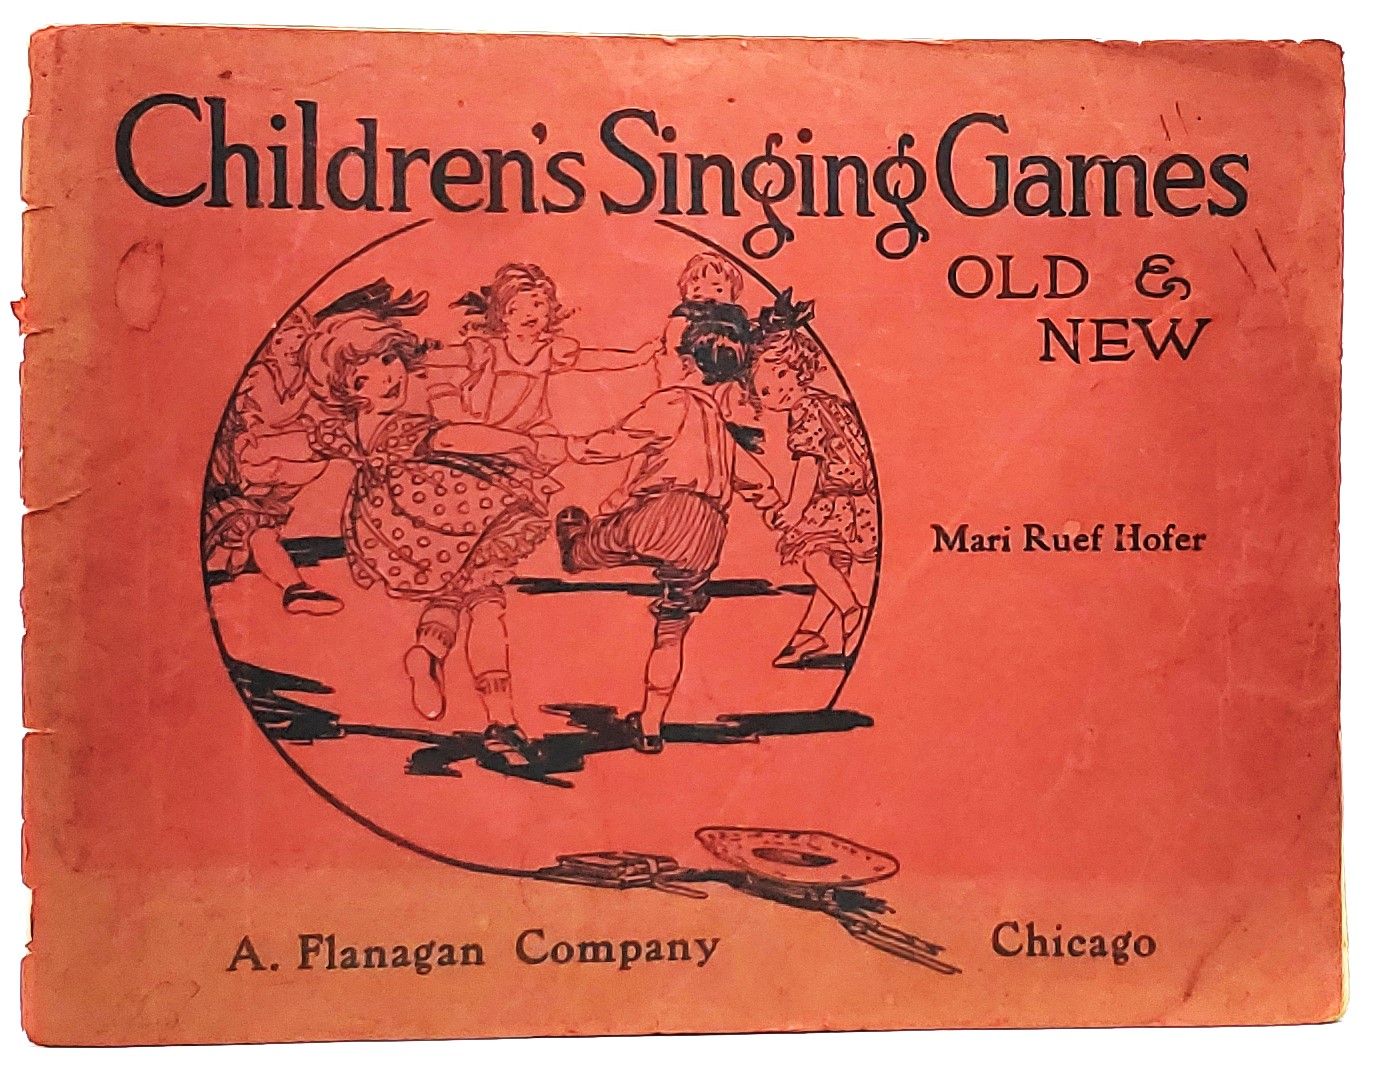 Children's Singing Games
OLD &
NEW
Mari Ruef Hofer
A. Flanagan Company Chicago